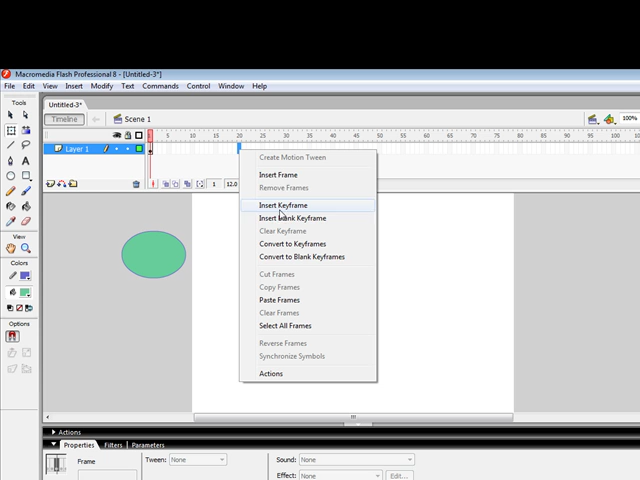 Macromedia Flash Professional 8 - [Untitled-3*]
File Edit View Insert Modify Text Commands Control Window Help
Tools
Untitled-3*
Timeline
Scene 1
100%
5 10 15 20 25 30 35 40 45 50 55 60 65 70 75 80 85 90 95 100 105
Layer 1
Create Motion Tween
Insert Frame
Remove Frames
1 12.0
Insert Keyframe
Insert Blank Keyframe
Clear Keyframe
Convert to Keyframes
Convert to Blank Keyframes
View
Colors
Cut Frames
Copy Frames
Paste Frames
Clear Frames
Select All Frames
Options
Reverse Frames
Synchronize Symbols
Actions
Actions
Properties Filters Parameters
Frame
Tween: None
Sound: None
Effect: None
Edit...